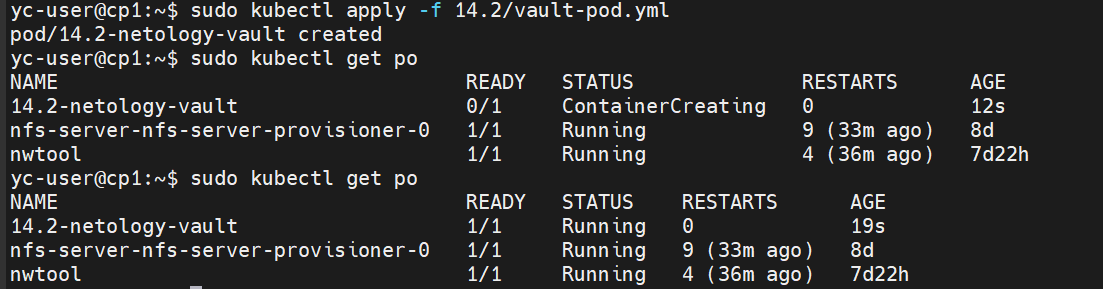 yc-user@cp1:~$ sudo kubectl apply -f 14.2/vault-pod.yml
pod/14.2-netology-vault created
yc-user@cp1:~$ sudo kubectl get po
NAME                                  READY   STATUS              RESTARTS      AGE
14.2-netology-vault                   0/1     ContainerCreating   0             12s
nfs-server-nfs-server-provisioner-0   1/1     Running             9 (33m ago)   8d
nwtool                                1/1     Running             4 (36m ago)   7d22h
yc-user@cp1:~$ sudo kubectl get po
NAME                                  READY   STATUS    RESTARTS      AGE
14.2-netology-vault                   1/1     Running   0             19s
nfs-server-nfs-server-provisioner-0   1/1     Running   9 (33m ago)   8d
nwtool                                1/1     Running   4 (36m ago)   7d22h